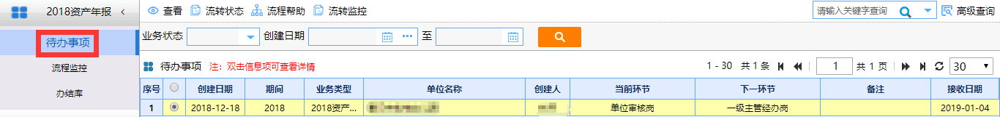 2018资产年报 <
查看 流转状态 流程帮助 流转监控
请输入关键字查询 高级查询
待办事项
流程监控
办结库
业务状态 创建日期 至
待办事项 注: 双击信息项可查看详情
1 - 30 共 1 条 1 共 1 页 30
序号 创建日期 期间 业务类型 单位名称 创建人 当前环节 下一环节 备注 接收日期
1 2018-12-18 2018 2018资产... 单位审核岗 一级主管经办岗 2019-01-04